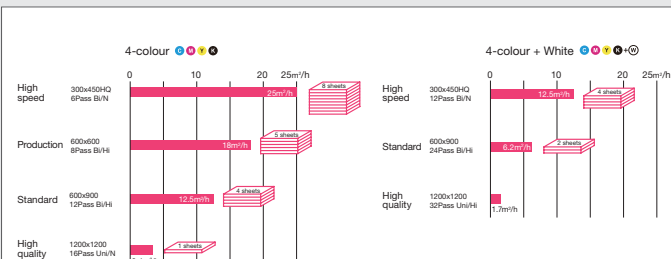 4-colour C M Y K
0 10 20 25m²/h
High speed 300x450HQ 6Pass Bi/N 25m²/h 8 sheets
Production 600x600 8Pass Bi/Hi 18m²/h 5 sheets
Standard 600x900 12Pass Bi/Hi 12.5m²/h 4 sheets
High quality 1200x1200 16Pass Uni/N 1 sheets
4-colour + White C M Y K + W
0 10 20 25m²/h
High speed 300x450HQ 12Pass Bi/N 12.5m²/h 4 sheets
Standard 600x900 24Pass Bi/Hi 6.2m²/h 2 sheets
High quality 1200x1200 32Pass Uni/Hi 1.7m²/h